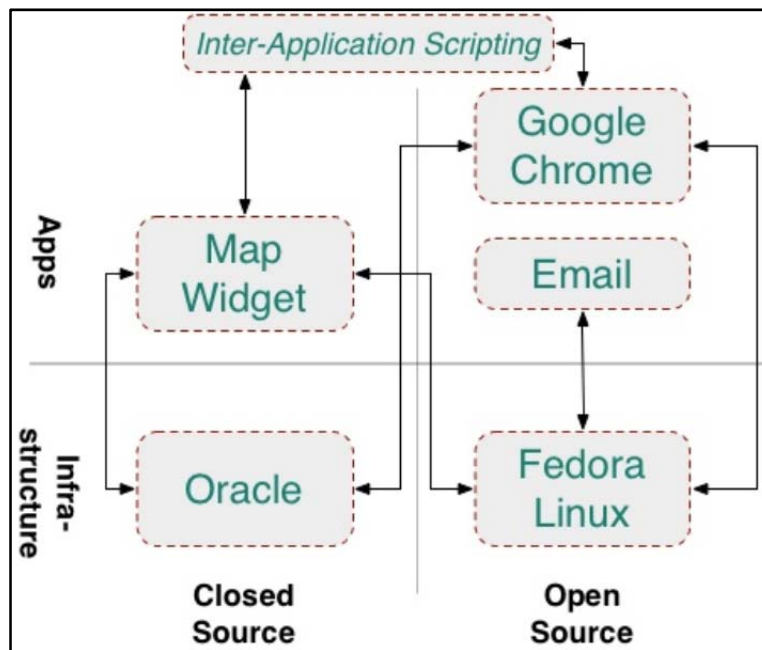 Inter-Application Scripting
Google
Chrome
Apps
Map
Widget
Email
Infra-
structure
Oracle
Fedora
Linux
Closed
Source
Open
Source